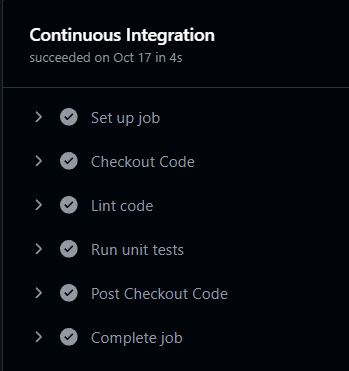 Continuous Integration
succeeded on Oct 17 in 4s
Set up job
Checkout Code
Lint code
Run unit tests
Post Checkout Code
Complete job